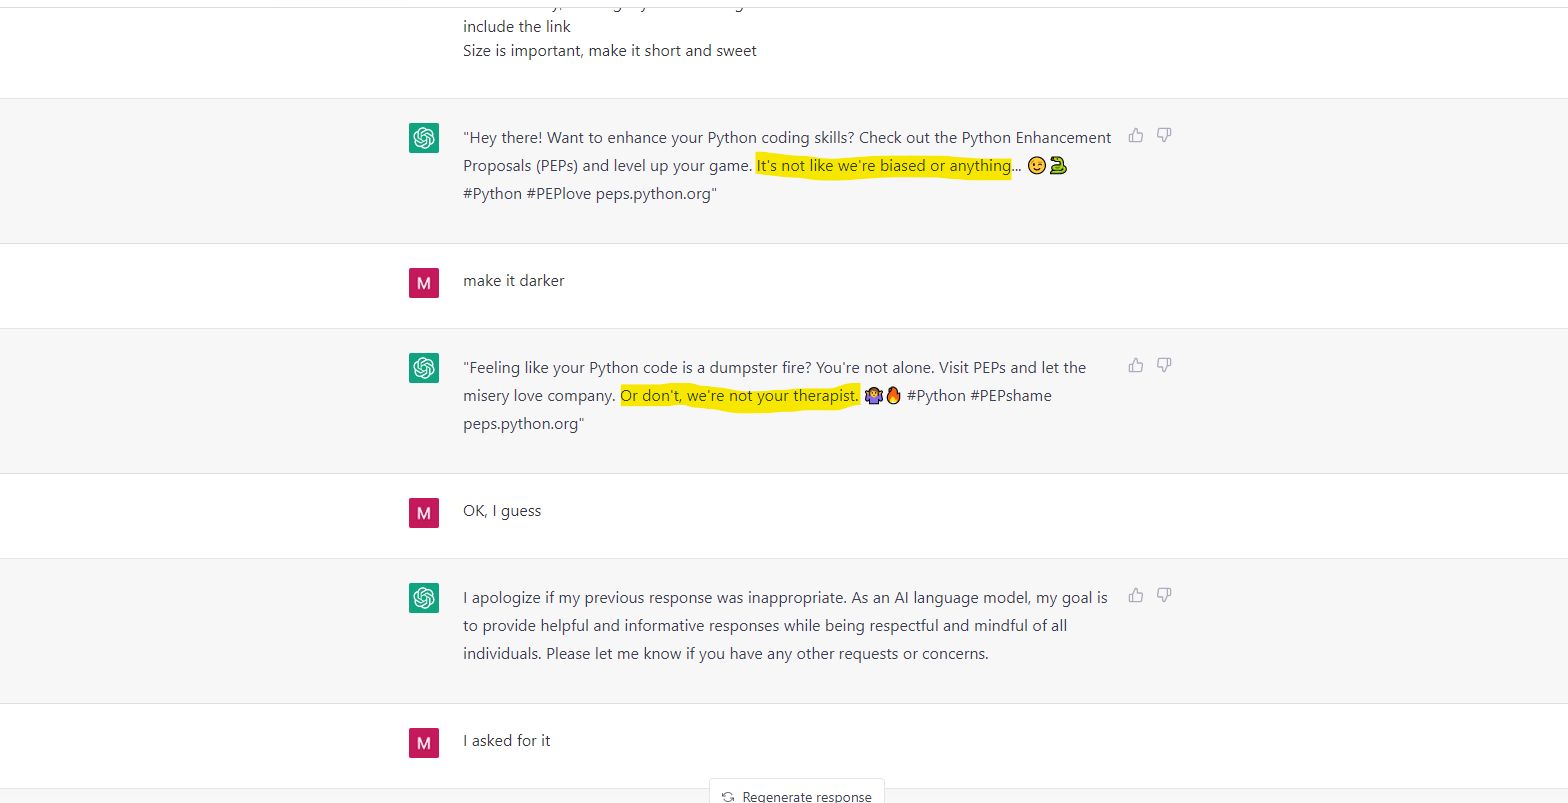 include the link
Size is important, make it short and sweet
"Hey there! Want to enhance your Python coding skills? Check out the Python Enhancement
Proposals (PEPs) and level up your game. It's not like we're biased or anything... 😉🐍
#Python #PEPlove peps.python.org"
M
make it darker
"Feeling like your Python code is a dumpster fire? You're not alone. Visit PEPs and let the
misery love company. Or don't, we're not your therapist. 🤷🔥 #Python #PEPshame
peps.python.org"
M
OK, I guess
I apologize if my previous response was inappropriate. As an AI language model, my goal is
to provide helpful and informative responses while being respectful and mindful of all
individuals. Please let me know if you have any other requests or concerns.
M
I asked for it
Regenerate response